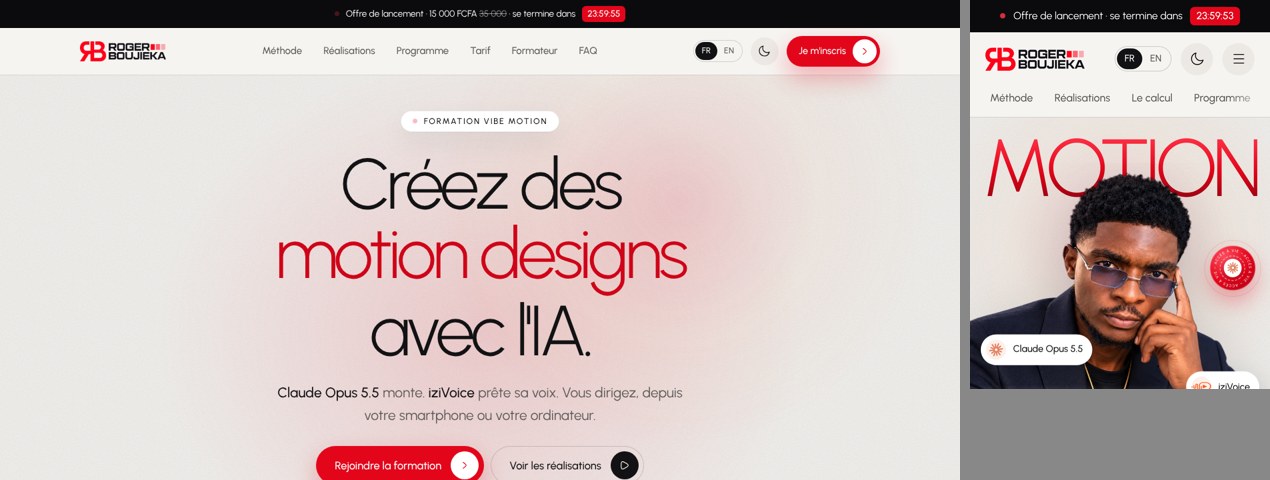 Offre de lancement · 15 000 FCFA 35 000 · se termine dans 23:59:55
ROGER BOUJIEKA
Méthode Réalisations Programme Tarif Formateur FAQ
FR EN
Je m'inscris
FORMATION VIBE MOTION
Créez des
motion designs
avec l'IA.
Claude Opus 5.5 monte. iziVoice prête sa voix. Vous dirigez, depuis
votre smartphone ou votre ordinateur.
Rejoindre la formation
Voir les réalisations
Offre de lancement · se termine dans 23:59:53
ROGER BOUJIEKA
FR EN
Méthode Réalisations Le calcul Programme
MOTION
Claude Opus 5.5
iziVoice